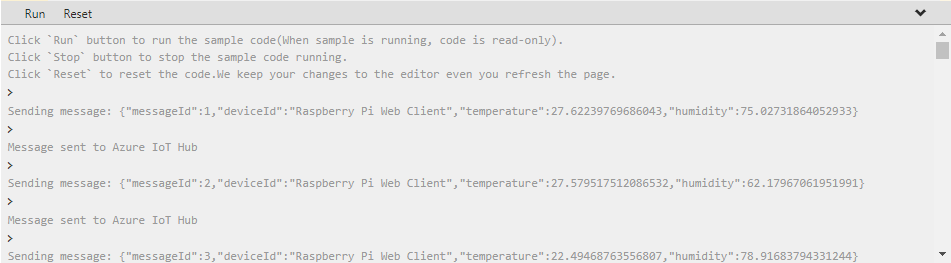 Run Reset
Click `Run` button to run the sample code(When sample is running, code is read-only).
Click `Stop` button to stop the sample code running.
Click `Reset` to reset the code.We keep your changes to the editor even you refresh the page.
>
Sending message: {"messageId":1,"deviceId":"Raspberry Pi Web Client","temperature":27.62239769686043,"humidity":75.02731864052933}
>
Message sent to Azure IoT Hub
>
Sending message: {"messageId":2,"deviceId":"Raspberry Pi Web Client","temperature":27.579517512086532,"humidity":62.17967061951991}
>
Message sent to Azure IoT Hub
>
Sending message: {"messageId":3,"deviceId":"Raspberry Pi Web Client","temperature":22.49468763556807,"humidity":78.91683794331244}